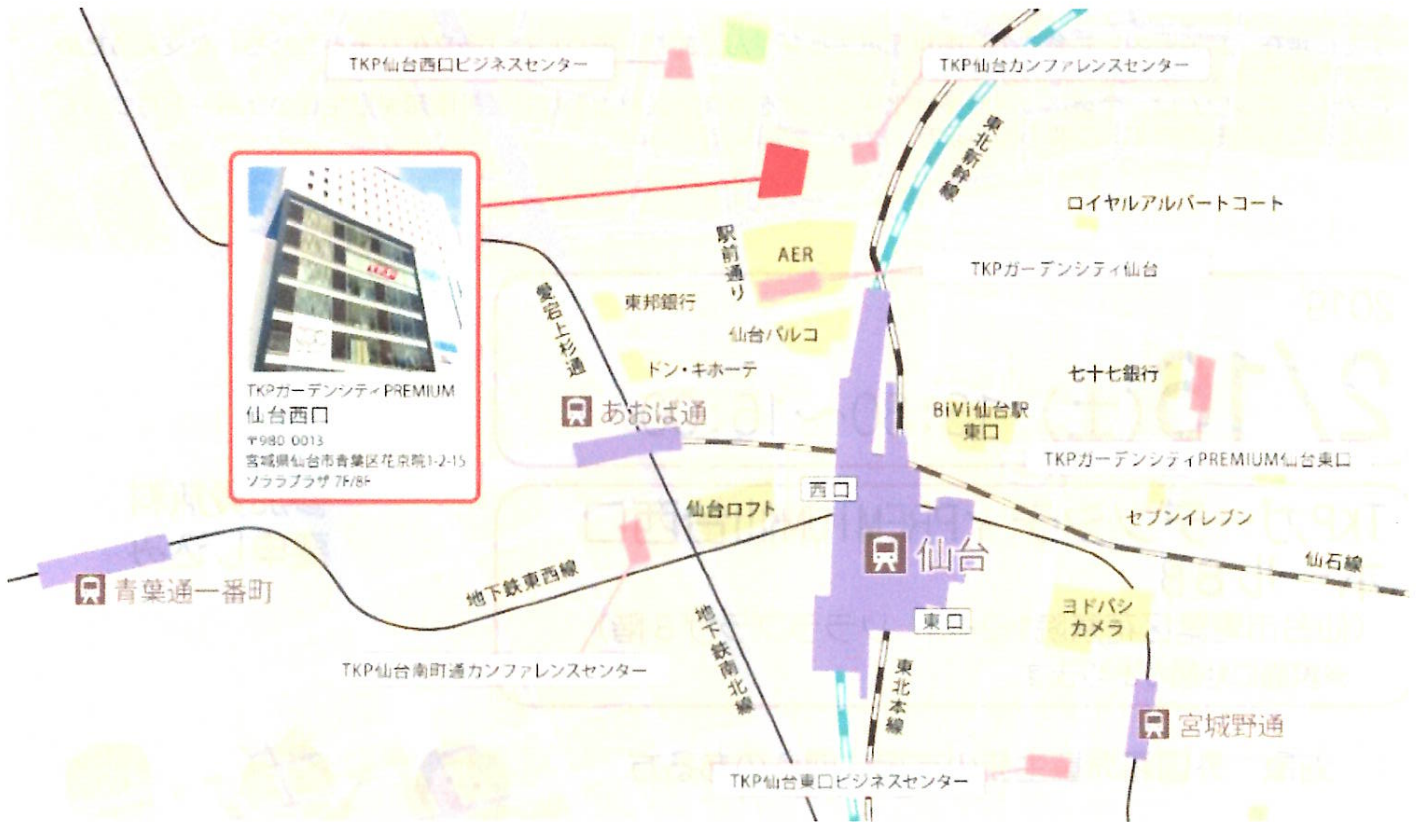 TKP仙台西口ビジネスセンター
TKP仙台カンファレンスセンター
東北新幹線
ロイヤルアルバートコート
駅前通り
AER
TKPガーデンシティ仙台
東邦銀行
仙台パルコ
愛宕上杉通
ドン・キホーテ
七十七銀行
TKPガーデンシティPREMIUM
仙台西口
〒980 0013
宮城県仙台市青葉区花京院1-2-15
ソララプラザ 7F/8F
あおば通
BiVi仙台駅
東口
TKPガーデンシティPREMIUM仙台東口
西口
仙台ロフト
セブンイレブン
仙台
仙石線
青葉通一番町
地下鉄東西線
ヨドバシ
カメラ
東口
地下鉄南北線
TKP仙台南町通カンファレンスセンター
東北本線
宮城野通
TKP仙台東口ビジネスセンター